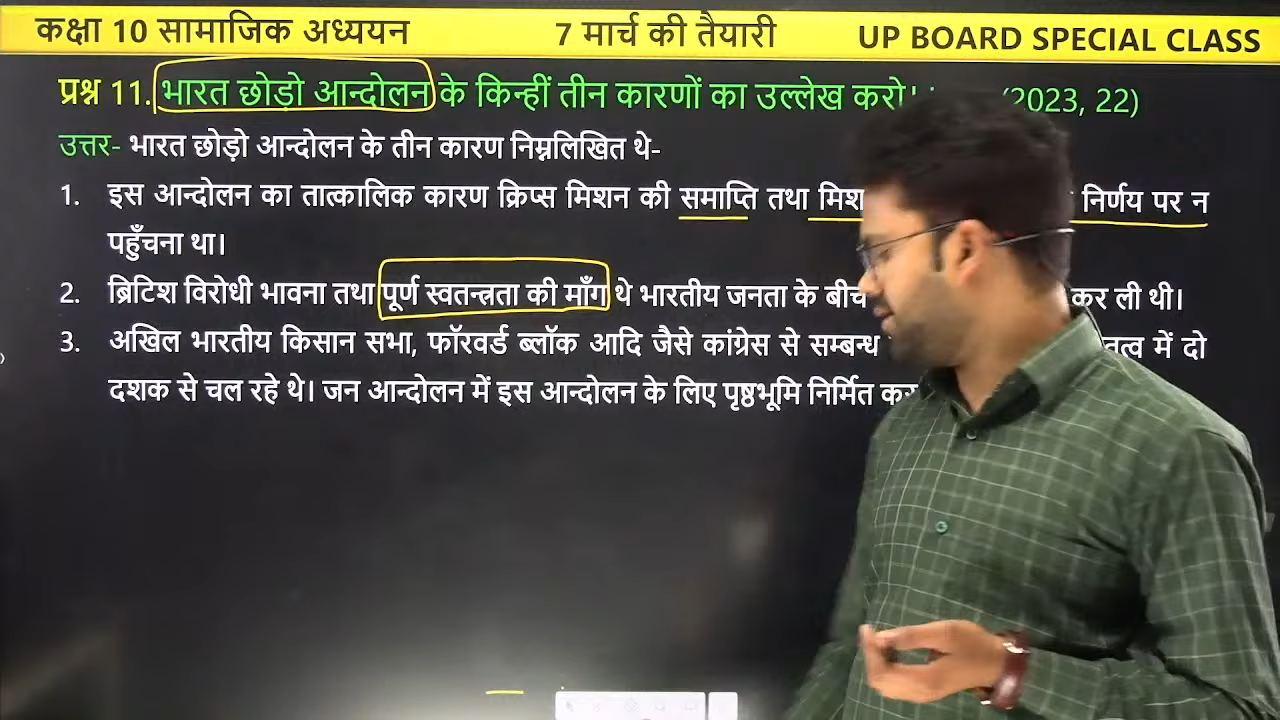 कक्षा 10 सामाजिक अध्ययन 7 मार्च की तैयारी UP BOARD SPECIAL CLASS
प्रश्न 11. भारत छोड़ो आन्दोलन के किन्हीं तीन कारणों का उल्लेख करो। (2023, 22)
उत्तर- भारत छोड़ो आन्दोलन के तीन कारण निम्नलिखित थे-
1. इस आन्दोलन का तात्कालिक कारण क्रिप्स मिशन की समाप्ति तथा निर्णय पर न
पहुँचना था।
2. ब्रिटिश विरोधी भावना तथा पूर्ण स्वतन्त्रता की माँग थे भारतीय जनता के बीच कर ली थी।
3. अखिल भारतीय किसान सभा, फॉरवर्ड ब्लॉक आदि जैसे कांग्रेस से सम्बन्ध में दो
दशक से चल रहे थे। जन आन्दोलन में इस आन्दोलन के लिए पृष्ठभूमि निर्मित